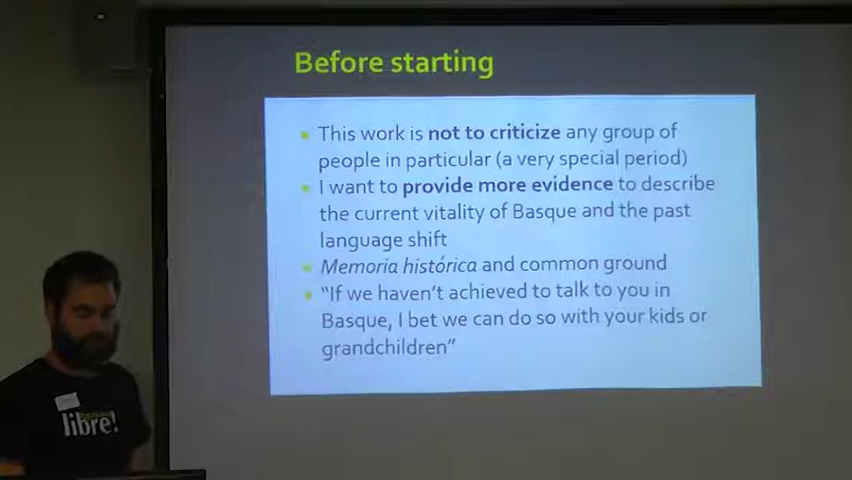 Before starting
This work is not to criticize any group of
people in particular (a very special period)
I want to provide more evidence to describe
the current vitality of Basque and the past
language shift
Memoria histórica and common ground
"If we haven't achieved to talk to you in
Basque, I bet we can do so with your kids or
grandchildren"
libre!